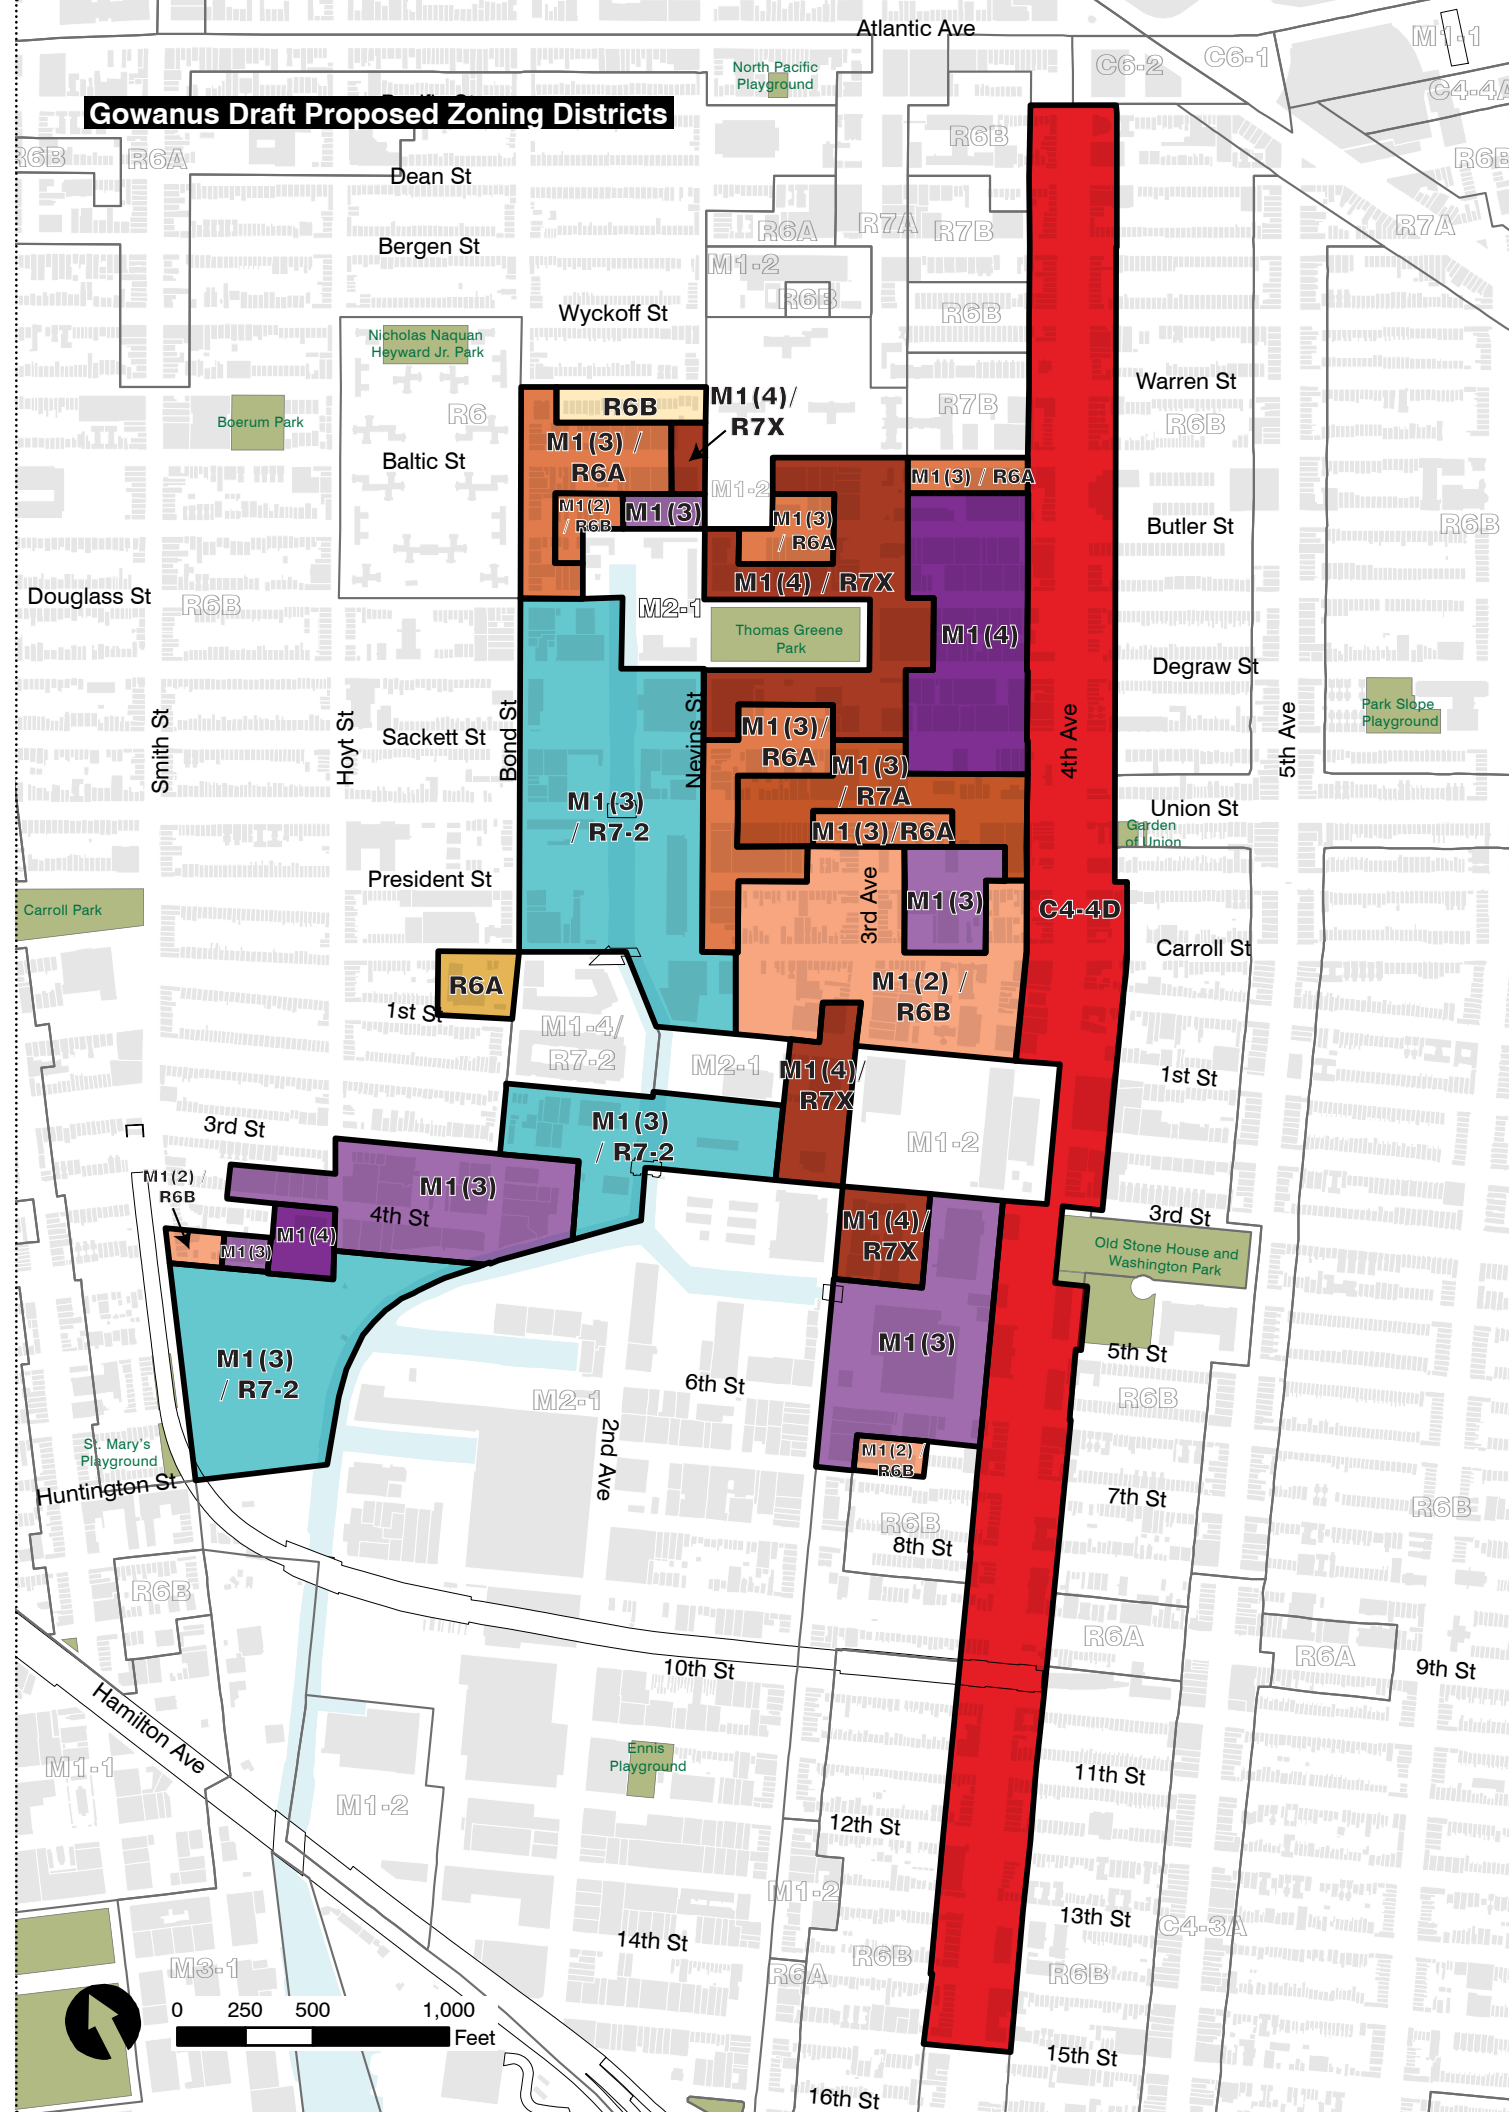 Atlantic Ave
M1-1
C6-2
C6-1
C4-4A
North Pacific
Playground
Gowanus Draft Proposed Zoning Districts
R6B
R6A
R6B
R6B
Dean St
R6A
R7A
R7B
R7A
Bergen St
M1-2
R6B
R6B
Wyckoff St
Nicholas Naquan
Heyward Jr. Park
Warren St
R6B
R7B
M1(4)/
R7X
R6B
R6
Boerum Park
M1(3) /
R6A
Baltic St
M1-2
M1(3) / R6A
M1(2)
/ R6B
M1(3)
M1(3)
/ R6A
Butler St
R6B
M1(4) / R7X
Douglass St
R6B
M2-1
Thomas Greene
Park
M1(4)
Degraw St
Park Slope
Playground
Smith St
Hoyt St
Sackett St
Bond St
Nevins St
M1(3)/
R6A
4th Ave
5th Ave
M1(3)
/ R7A
M1(3)
/ R7-2
Union St
M1(3)/R6A
Garden
of Union
President St
3rd Ave
M1(3)
C4-4D
Carroll Park
Carroll St
R6A
M1(2) /
R6B
1st St
M1-4/
R7-2
M2-1
M1(4)/
R7X
1st St
3rd St
M1(3)
/ R7-2
M1-2
M1(2) /
R6B
M1(3)
4th St
M1(4)
M1(3)
M1(4)/
R7X
3rd St
Old Stone House and
Washington Park
M1(3)
/ R7-2
M1(3)
5th St
M2-1
6th St
R6B
2nd Ave
St. Mary's
Playground
M1(2) /
R6B
Huntington St
7th St
R6B
R6B
8th St
R6B
R6A
R6A
9th St
10th St
Hamilton Ave
M1-1
Ennis
Playground
11th St
M1-2
12th St
M1-2
13th St
C4-3A
14th St
R6B
M3-1
R6A
R6B
0
250
500
1,000
Feet
15th St
16th St